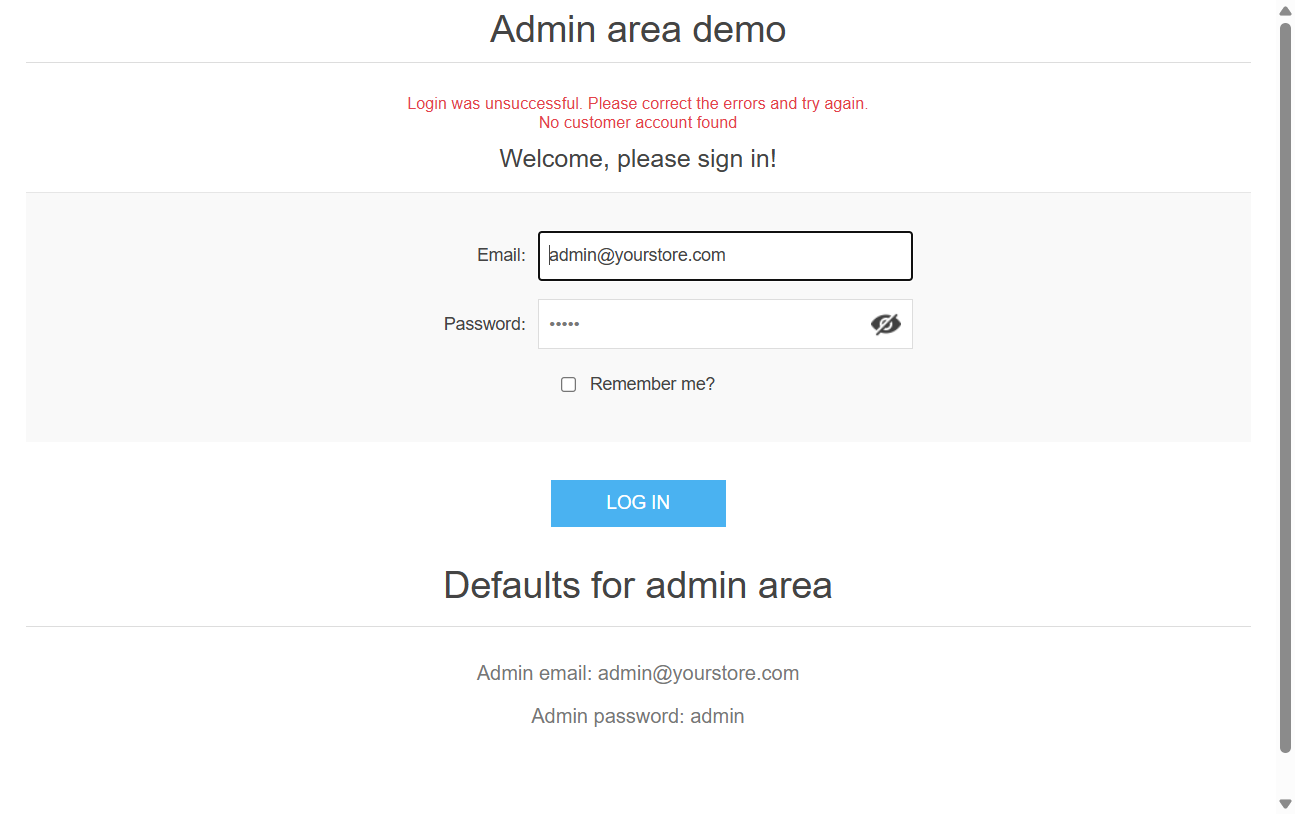 Admin area demo
Login was unsuccessful. Please correct the errors and try again.
No customer account found
Welcome, please sign in!
Email: admin@yourstore.com
Password: •••••
Remember me?
LOG IN
Defaults for admin area
Admin email: admin@yourstore.com
Admin password: admin